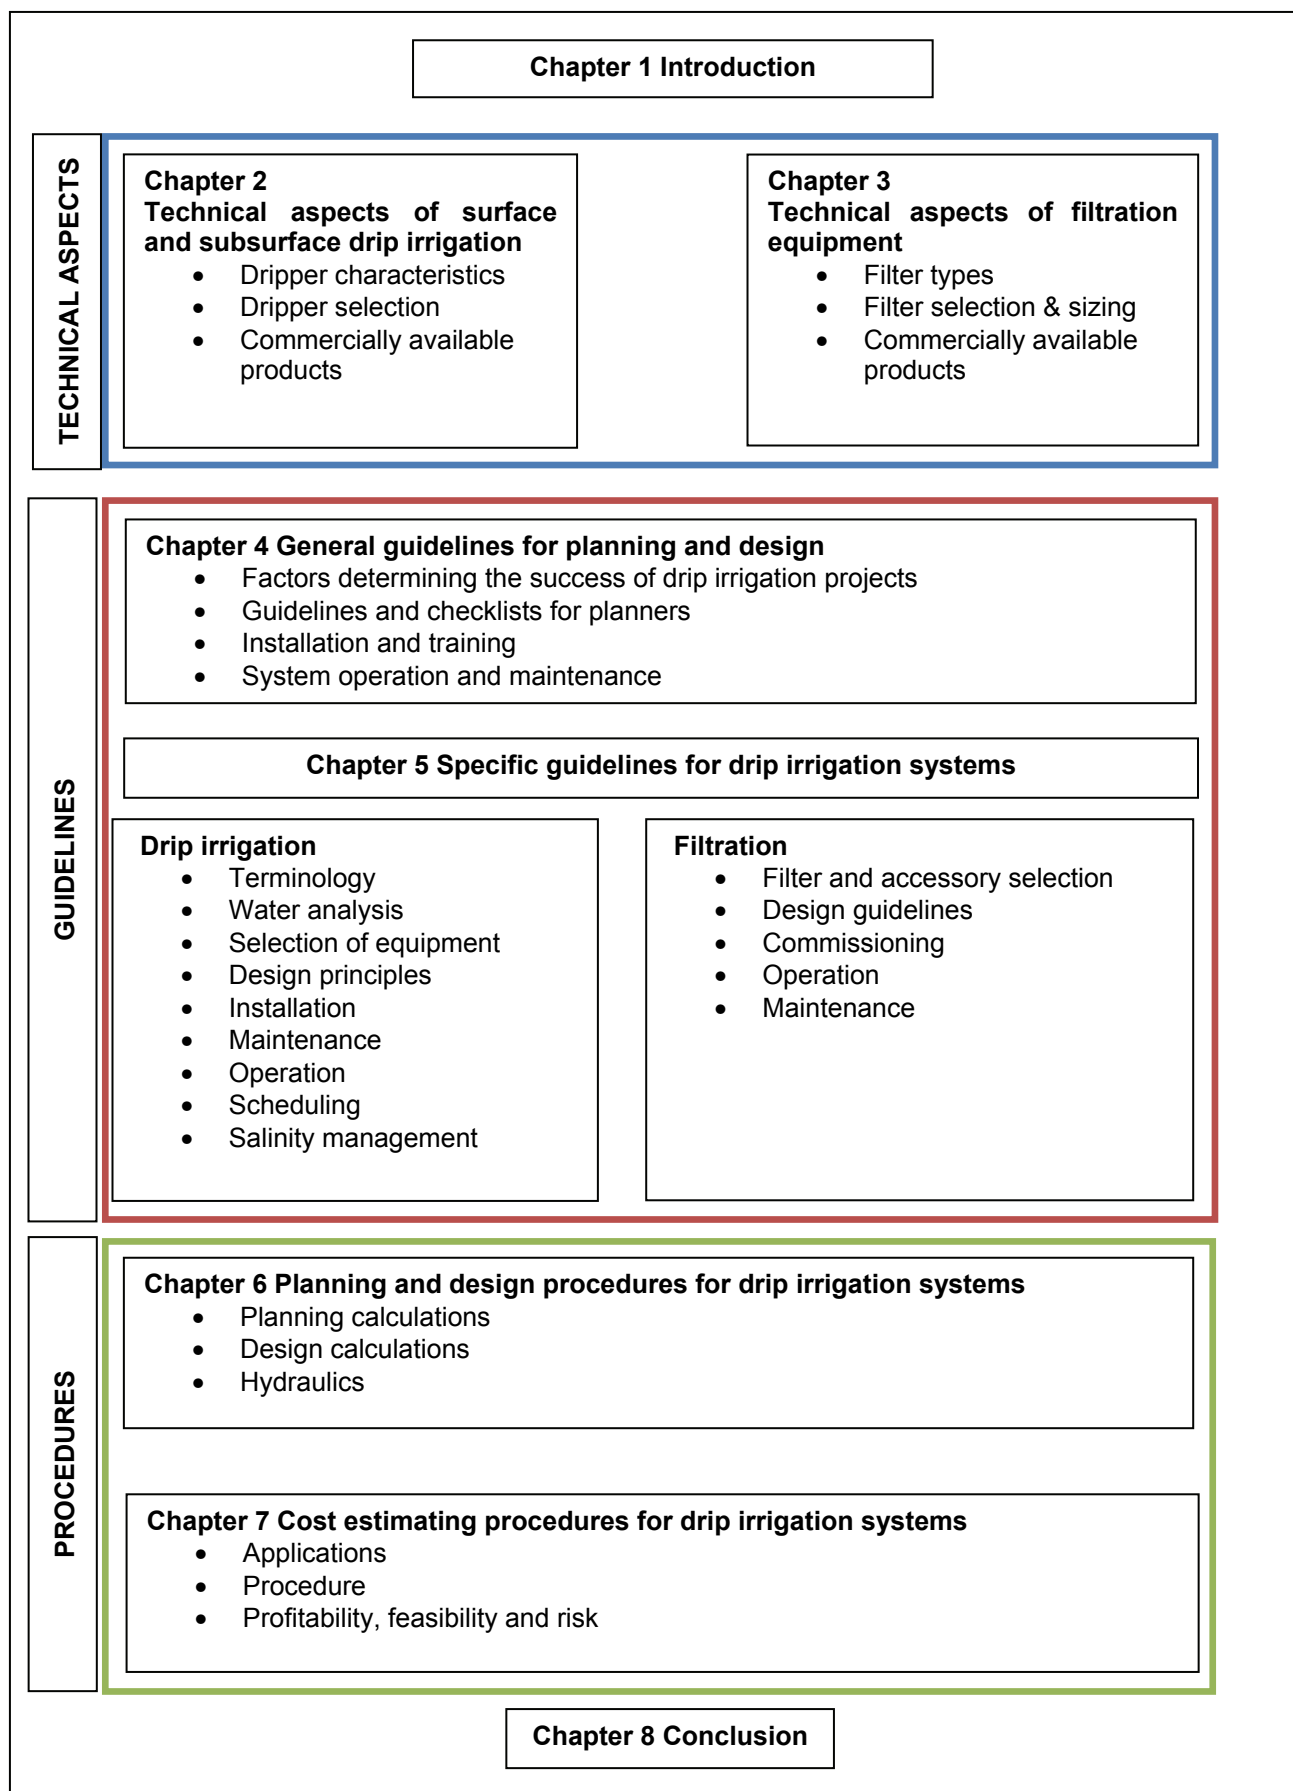 Chapter 1 Introduction
TECHNICAL ASPECTS
Chapter 2
Technical aspects of surface
and subsurface drip irrigation
• Dripper characteristics
• Dripper selection
• Commercially available
products
Chapter 3
Technical aspects of filtration
equipment
• Filter types
• Filter selection & sizing
• Commercially available
products
GUIDELINES
Chapter 4 General guidelines for planning and design
• Factors determining the success of drip irrigation projects
• Guidelines and checklists for planners
• Installation and training
• System operation and maintenance
Chapter 5 Specific guidelines for drip irrigation systems
Drip irrigation
• Terminology
• Water analysis
• Selection of equipment
• Design principles
• Installation
• Maintenance
• Operation
• Scheduling
• Salinity management
Filtration
• Filter and accessory selection
• Design guidelines
• Commissioning
• Operation
• Maintenance
PROCEDURES
Chapter 6 Planning and design procedures for drip irrigation systems
• Planning calculations
• Design calculations
• Hydraulics
Chapter 7 Cost estimating procedures for drip irrigation systems
• Applications
• Procedure
• Profitability, feasibility and risk
Chapter 8 Conclusion